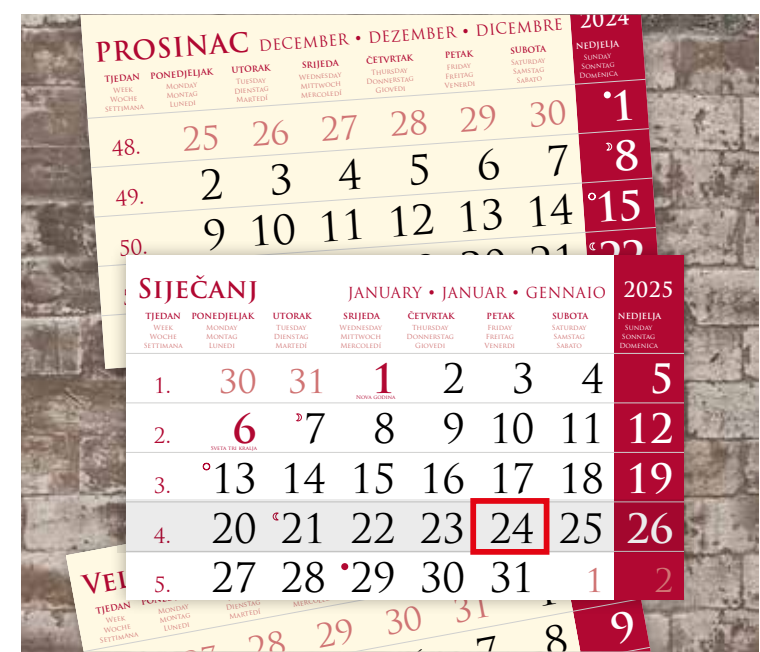 PROSINAC DECEMBER • DEZEMBER • DICEMBRE 2024
TJEDAN PONEDJELJAK UTORAK SRIJEDA ČETVRTAK PETAK SUBOTA NEDJELJA
WEEK MONDAY TUESDAY WEDNESDAY THURSDAY FRIDAY SATURDAY SUNDAY
WOCHE MONTAG DIENSTAG MITTWOCH DONNERSTAG FREITAG SAMSTAG SONNTAG
SETTIMANA LUNEDÌ MARTEDÌ MERCOLEDÌ GIOVEDÌ VENERDÌ SABATO DOMENICA
48. 25 26 27 28 29 30 1
49. 2 3 4 5 6 7 8
50. 9 10 11 12 13 14 15
SIJEČANJ JANUARY • JANUAR • GENNAIO 2025
TJEDAN PONEDJELJAK UTORAK SRIJEDA ČETVRTAK PETAK SUBOTA NEDJELJA
WEEK MONDAY TUESDAY WEDNESDAY THURSDAY FRIDAY SATURDAY SUNDAY
WOCHE MONTAG DIENSTAG MITTWOCH DONNERSTAG FREITAG SAMSTAG SONNTAG
SETTIMANA LUNEDÌ MARTEDÌ MERCOLEDÌ GIOVEDÌ VENERDÌ SABATO DOMENICA
1. 30 31 1 2 3 4 5
NOVA GODINA
2. 6 7 8 9 10 11 12
SVETA TRI KRALJA
3. 13 14 15 16 17 18 19
4. 20 21 22 23 24 25 26
5. 27 28 29 30 31 1 2
TJEDAN
WEEK MONDAY DIENSTAG
WOCHE MONTAG MARTEDÌ
SETTIMANA LUNEDÌ
28 29 30 31
7 8 9